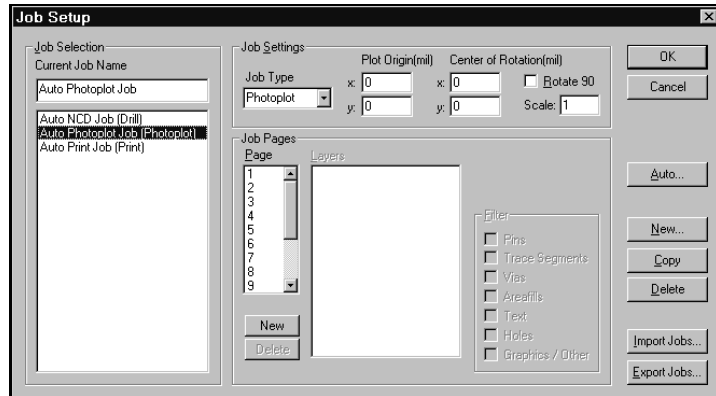 Job Setup
Job Selection
Current Job Name
Auto Photoplot Job
Auto NCD Job (Drill)
Auto Photoplot Job (Photoplot)
Auto Print Job (Print)
Job Settings
Plot Origin(mil) Center of Rotation(mil)
Job Type
Photoplot
x: 0 x: 0 Rotate 90
y: 0 y: 0 Scale: 1
Job Pages
Page Layers
1
2
3
4
5
6
7
8
9
New
Delete
Filter
Pins
Trace Segments
Vias
Areafills
Text
Holes
Graphics / Other
OK
Cancel
Auto...
New...
Copy
Delete
Import Jobs...
Export Jobs...